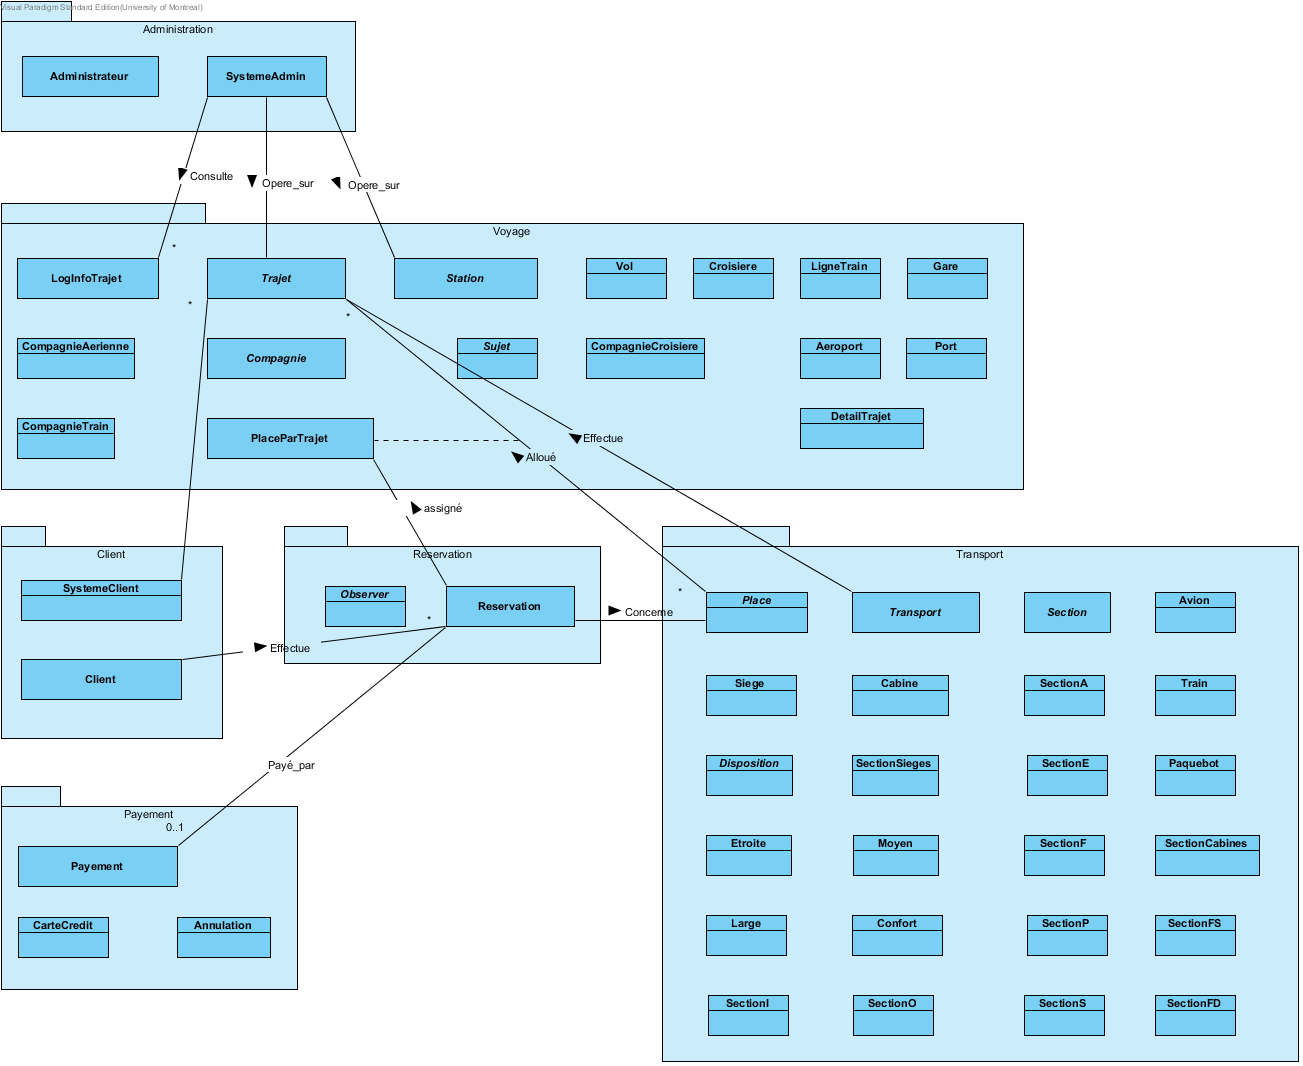 Visual Paradigm Standard Edition(University of Montreal)
Administration
Administrateur
SystemeAdmin
Consulte
Opere_sur
Opere_sur
Voyage
*
LogInfoTrajet
Trajet
Station
Vol
Croisiere
LigneTrain
Gare
*
*
CompagnieAerienne
Compagnie
Sujet
CompagnieCroisiere
Aeroport
Port
CompagnieTrain
PlaceParTrajet
DetailTrajet
Effectue
Alloué
assigné
Client
SystemeClient
Client
Effectue
Reservation
Observer
Reservation
*
Concerne
Transport
*
Place
Transport
Section
Avion
Siege
Cabine
SectionA
Train
Disposition
SectionSieges
SectionE
Paquebot
Etroite
Moyen
SectionF
SectionCabines
Large
Confort
SectionP
SectionFS
SectionI
SectionO
SectionS
SectionFD
Payé_par
Payement
0..1
Payement
CarteCredit
Annulation